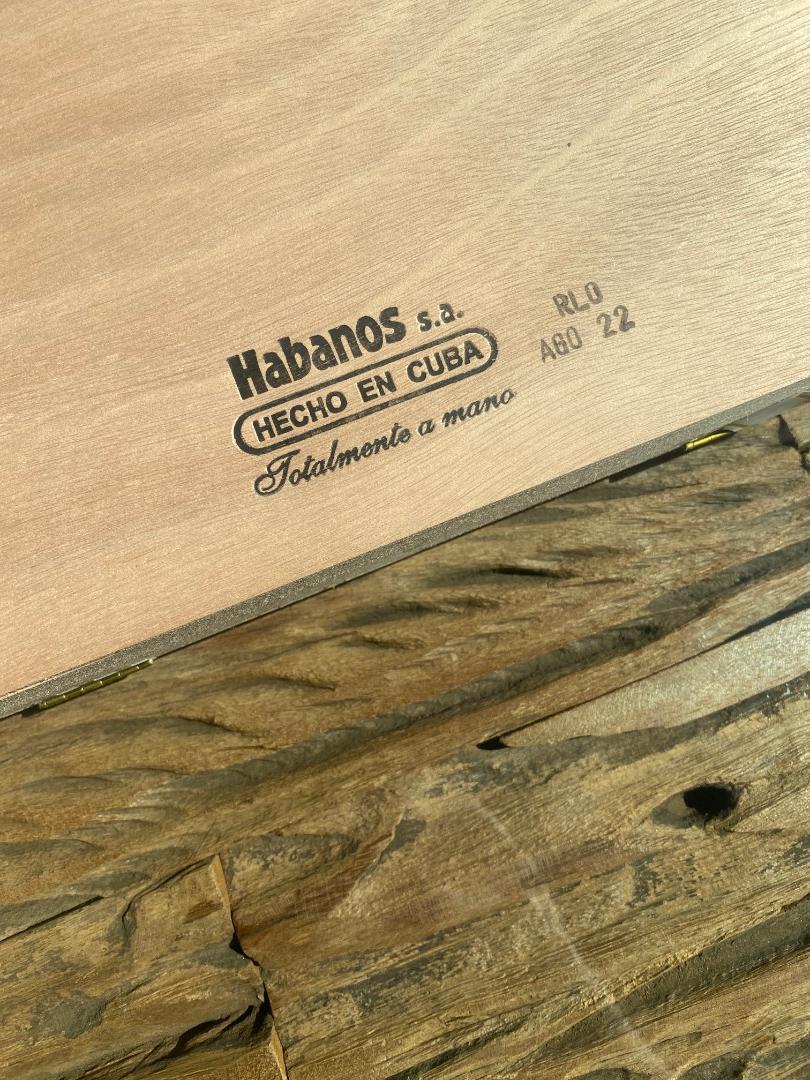 Habanos s.a.
HECHO EN CUBA
Totalmente a mano
RLO
AGO 22